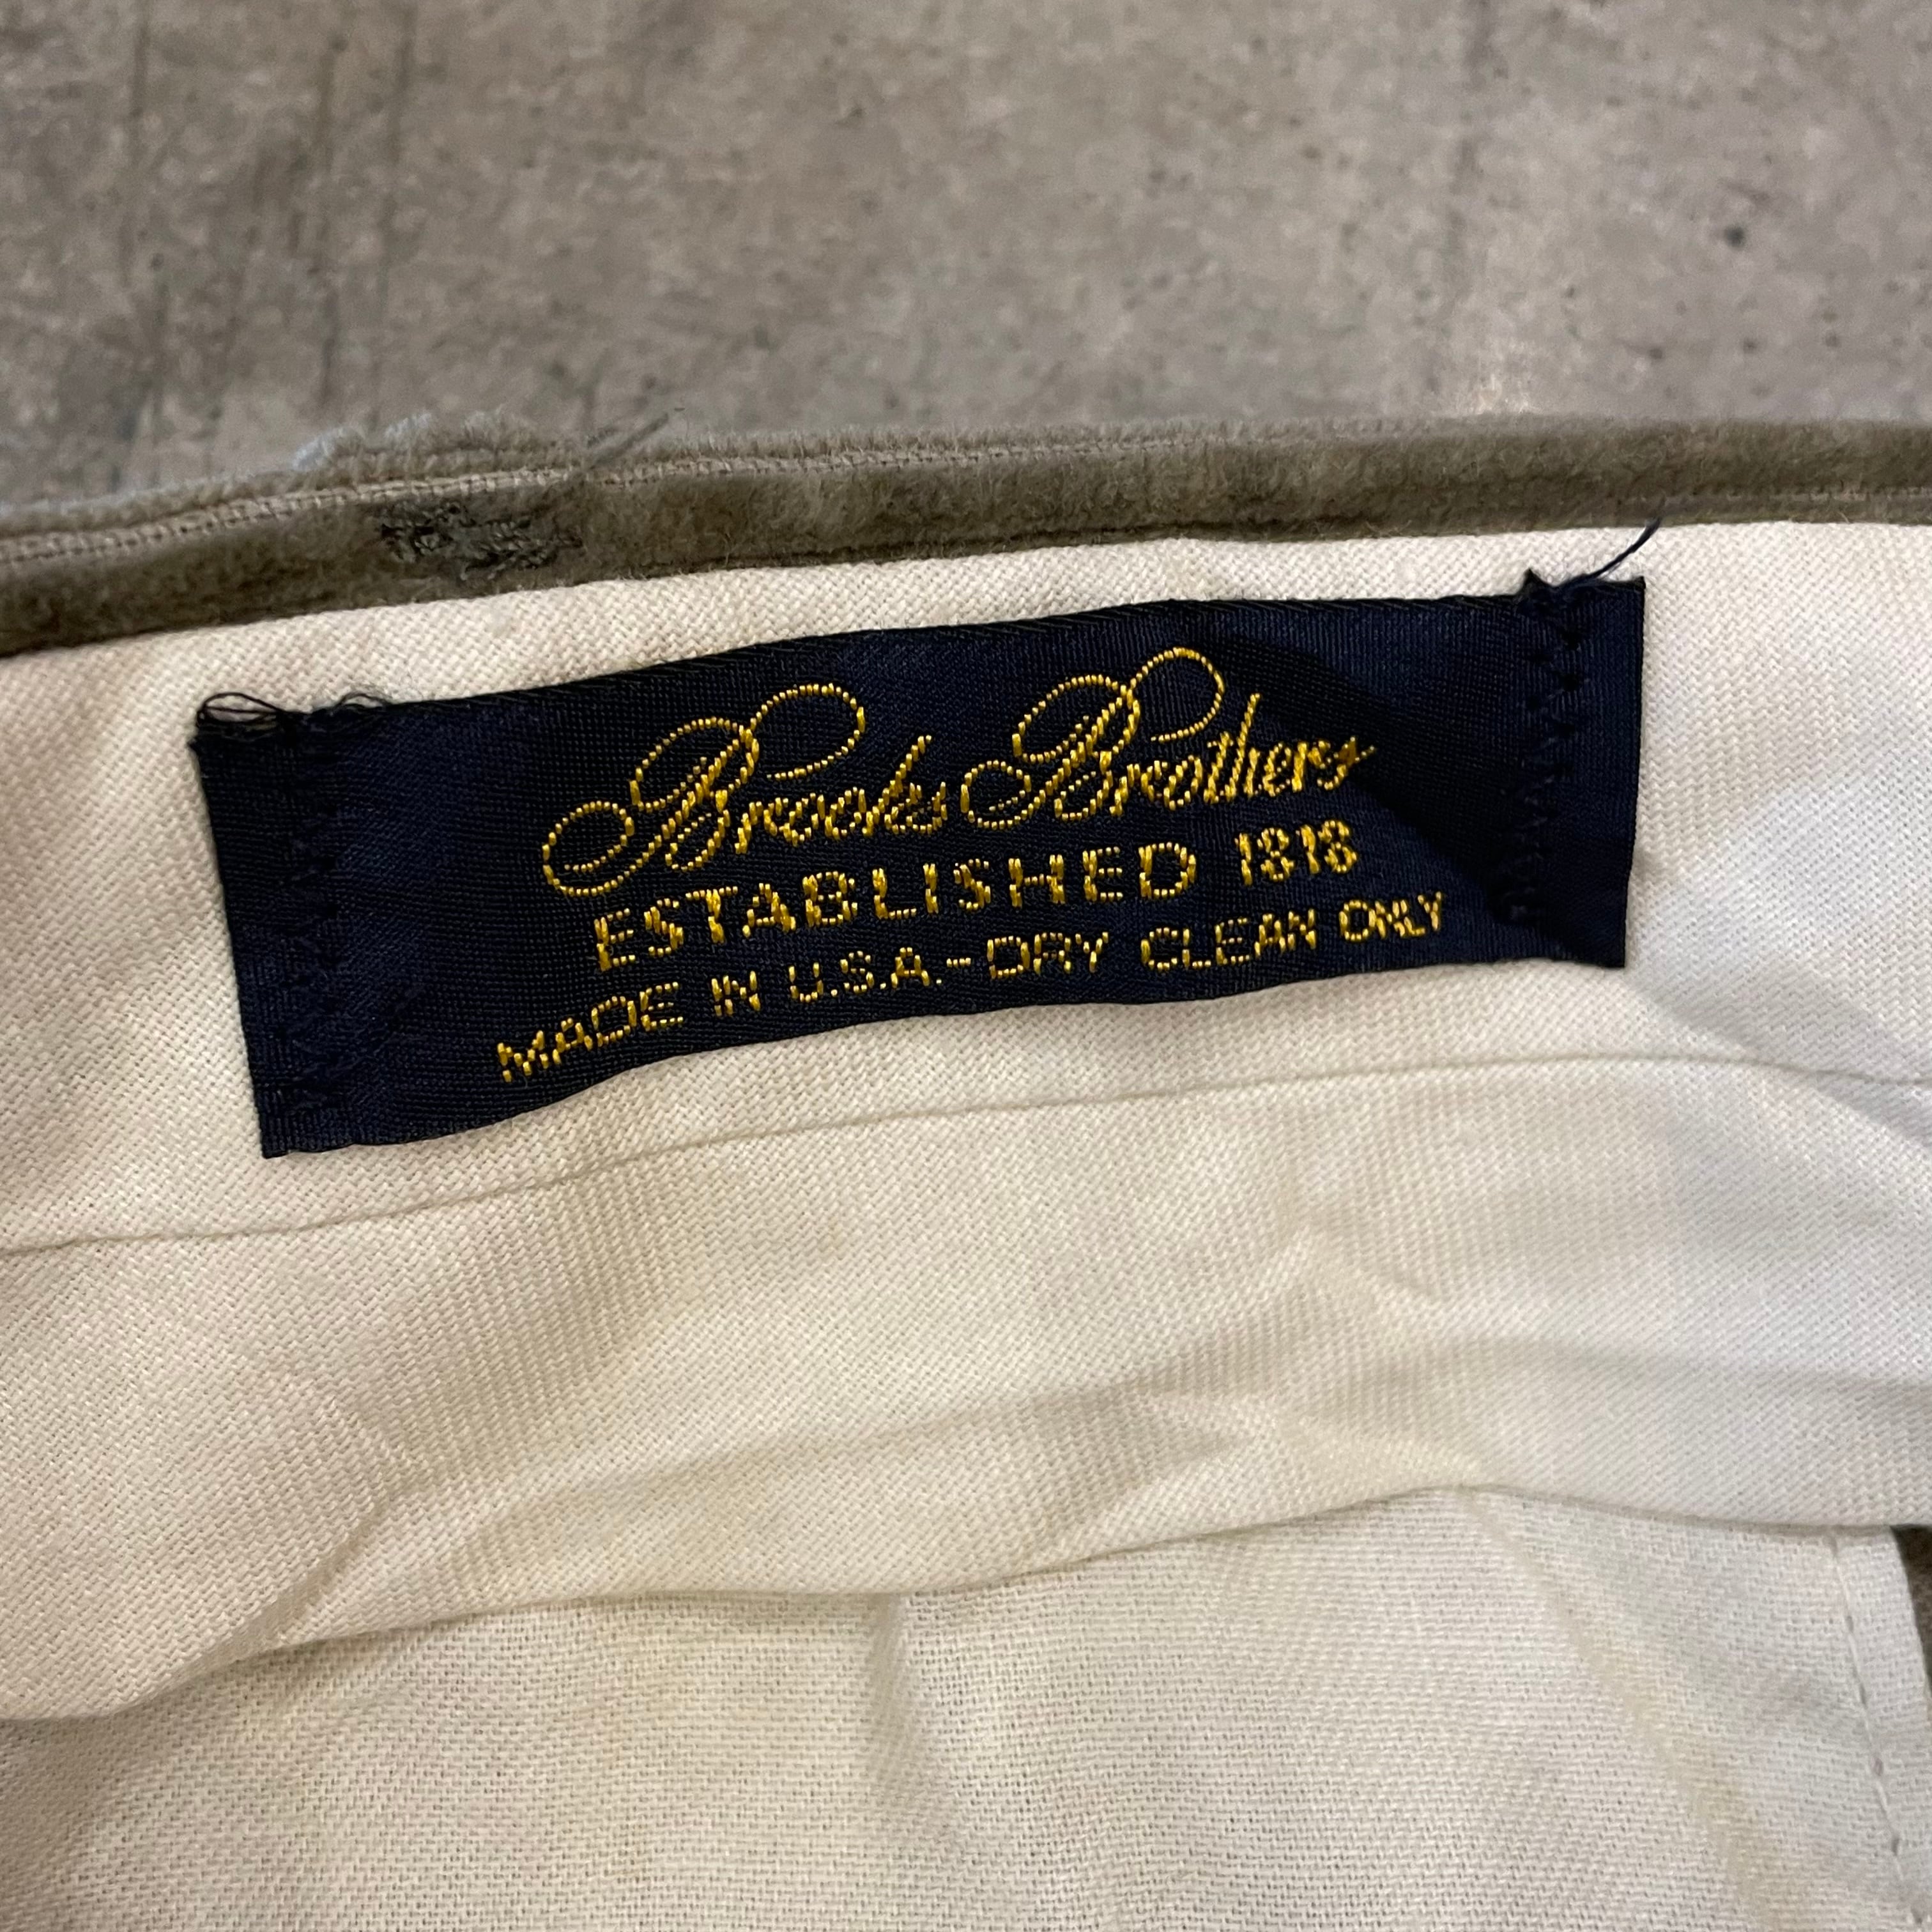 Brooks Brothers
ESTABLISHED 1818
MADE IN U.S.A.-DRY CLEAN ONLY